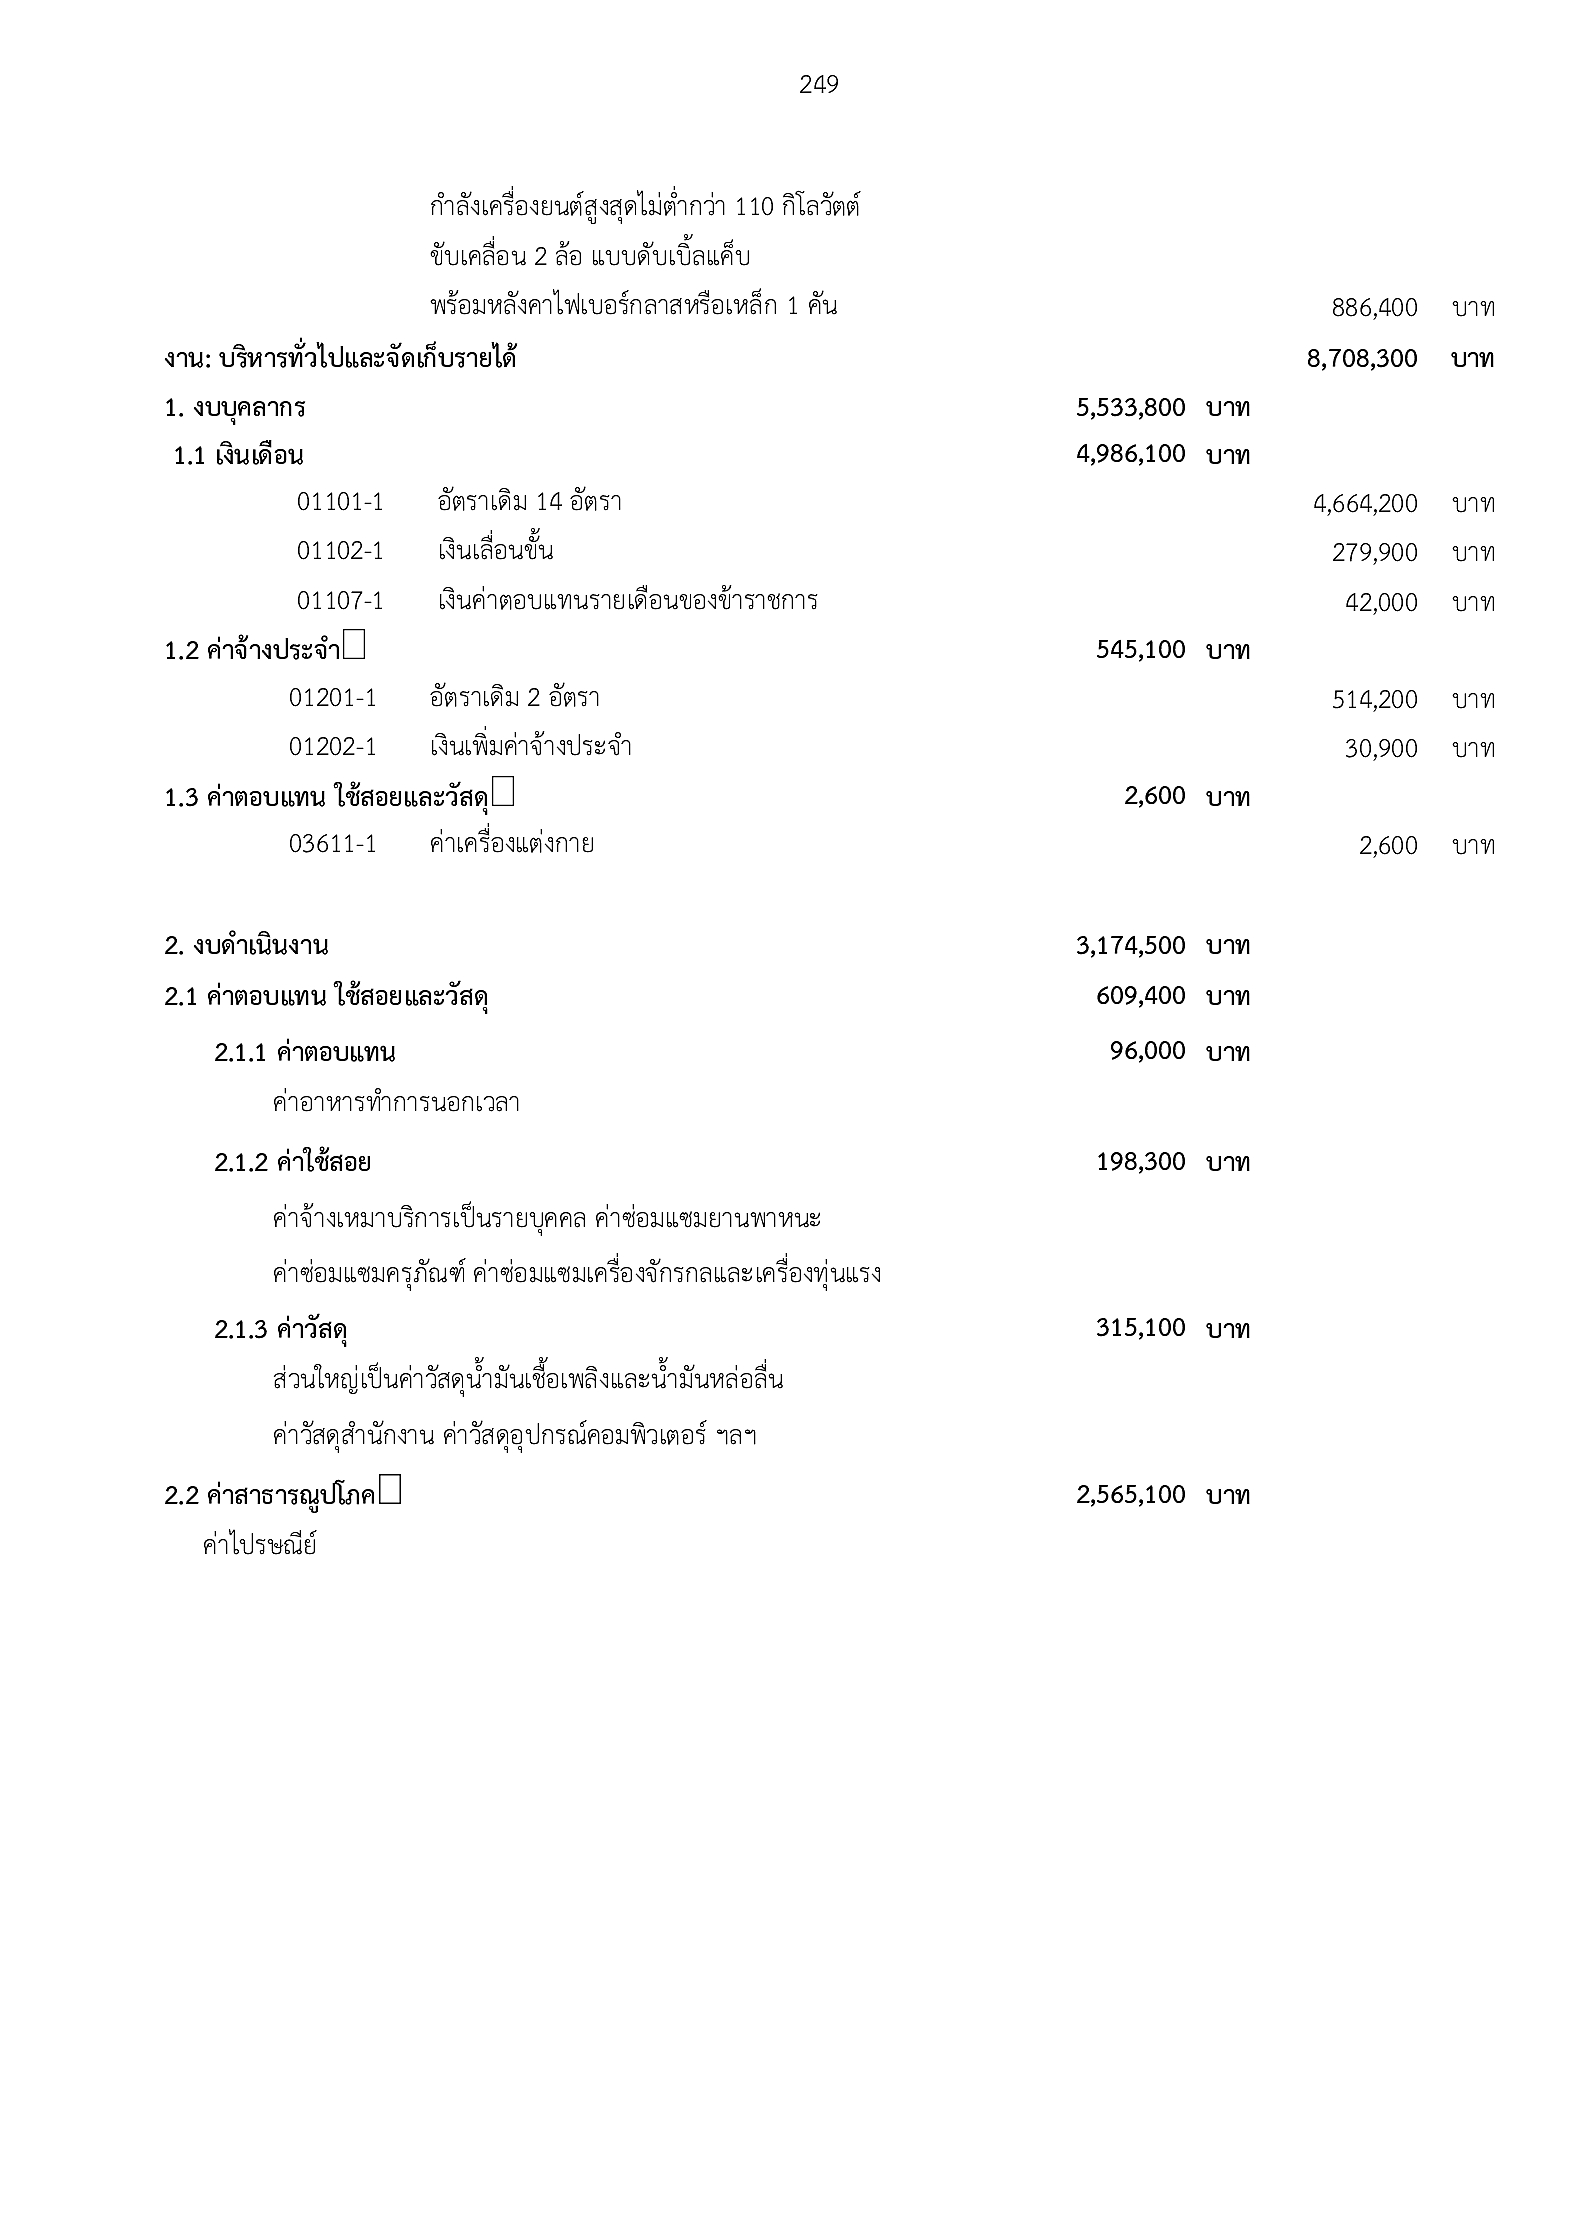 249
กำลังเครื่องยนต์สูงสุดไม่ต่ำกว่า 110 กิโลวัตต์
ขับเคลื่อน 2 ล้อ แบบดับเบิ้ลแค็บ
พร้อมหลังคาไฟเบอร์กลาสหรือเหล็ก 1 คัน 886,400 บาท
งาน: บริหารทั่วไปและจัดเก็บรายได้ 8,708,300 บาท
1. งบบุคลากร 5,533,800 บาท
1.1 เงินเดือน 4,986,100 บาท
01101-1 อัตราเดิม 14 อัตรา 4,664,200 บาท
01102-1 เงินเลื่อนขั้น 279,900 บาท
01107-1 เงินค่าตอบแทนรายเดือนของข้าราชการ 42,000 บาท
1.2 ค่าจ้างประจำ 545,100 บาท
01201-1 อัตราเดิม 2 อัตรา 514,200 บาท
01202-1 เงินเพิ่มค่าจ้างประจำ 30,900 บาท
1.3 ค่าตอบแทน ใช้สอยและวัสดุ 2,600 บาท
03611-1 ค่าเครื่องแต่งกาย 2,600 บาท
2. งบดำเนินงาน 3,174,500 บาท
2.1 ค่าตอบแทน ใช้สอยและวัสดุ 609,400 บาท
2.1.1 ค่าตอบแทน 96,000 บาท
ค่าอาหารทำการนอกเวลา
2.1.2 ค่าใช้สอย 198,300 บาท
ค่าจ้างเหมาบริการเป็นรายบุคคล ค่าซ่อมแซมยานพาหนะ
ค่าซ่อมแซมครุภัณฑ์ ค่าซ่อมแซมเครื่องจักรกลและเครื่องทุ่นแรง
2.1.3 ค่าวัสดุ 315,100 บาท
ส่วนใหญ่เป็นค่าวัสดุน้ำมันเชื้อเพลิงและน้ำมันหล่อลื่น
ค่าวัสดุสำนักงาน ค่าวัสดุอุปกรณ์คอมพิวเตอร์ ฯลฯ
2.2 ค่าสาธารณูปโภค 2,565,100 บาท
ค่าไปรษณีย์